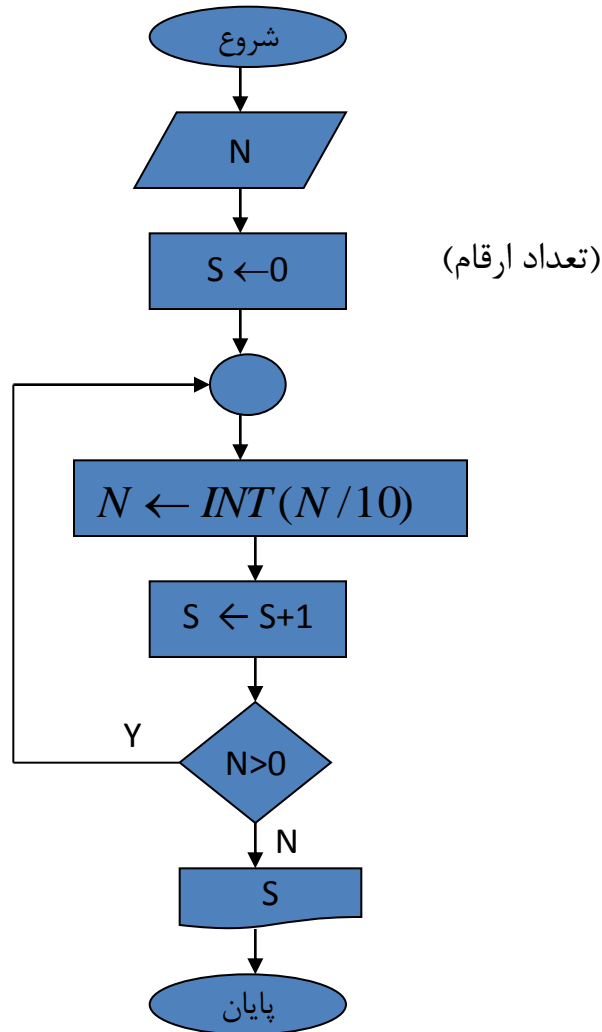 شروع
N
S ←0
(تعداد ارقام)
N ← INT(N/10)
S ← S+1
Y
N>0
N
S
پایان